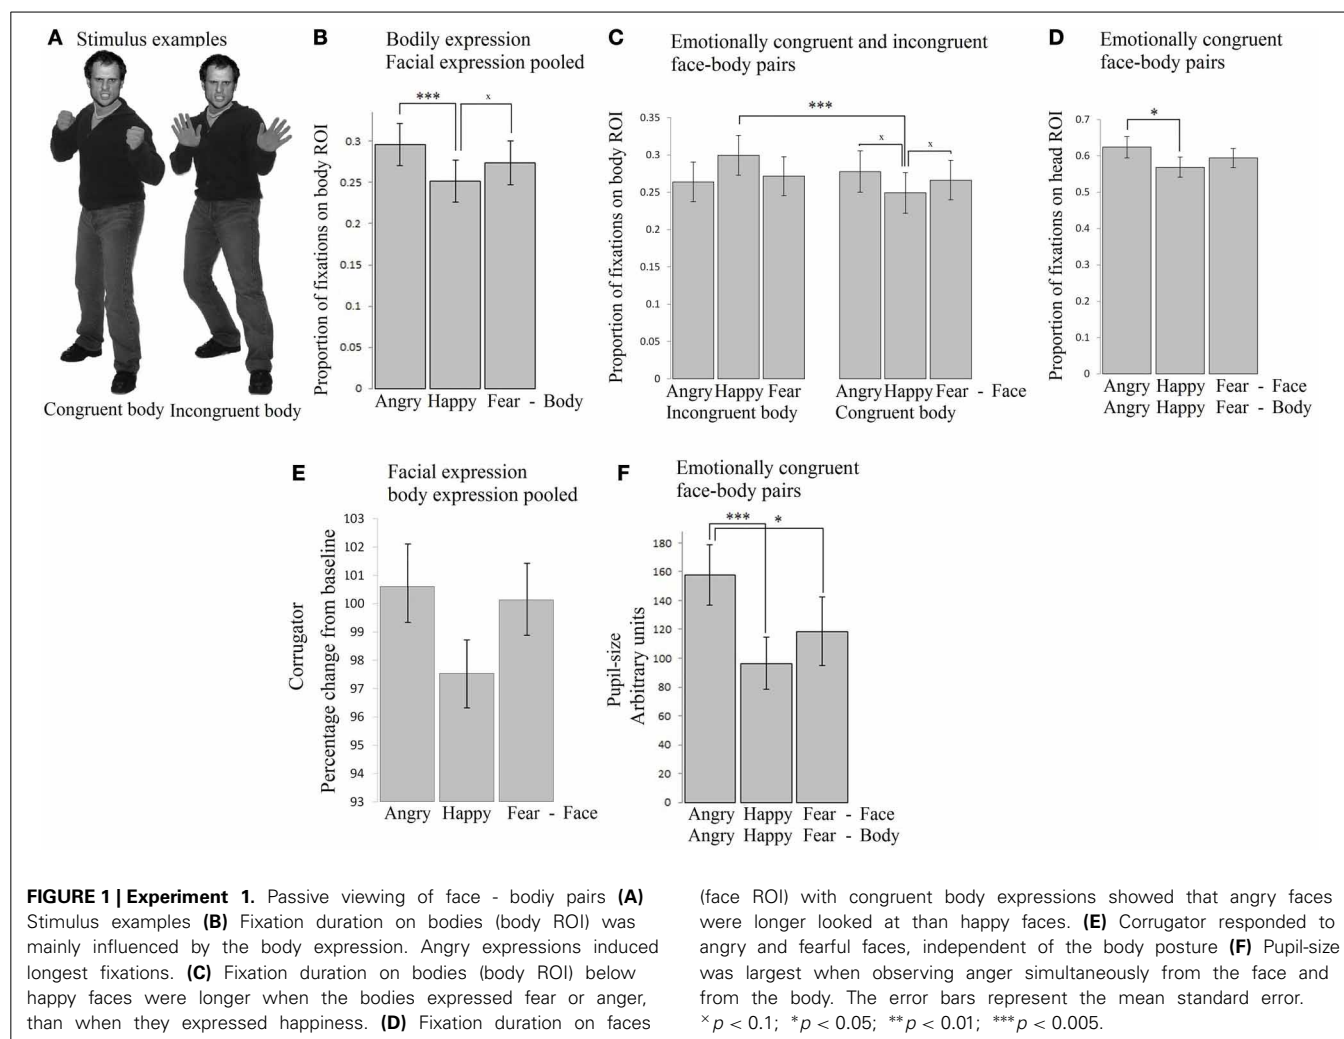 A Stimulus examples
Congruent body Incongruent body
B Bodily expression
Facial expression pooled
*** x
Proportion of fixations on body ROI
0.3
0.25
0.2
0.15
0.1
0.05
0
Angry Happy Fear - Body
C Emotionally congruent and incongruent
face-body pairs
***
x x
Proportion of fixations on body ROI
0.35
0.3
0.25
0.2
0.15
0.1
0.05
0
Angry Happy Fear
Incongruent body
Angry Happy Fear - Face
Congruent body
D Emotionally congruent
face-body pairs
*
Proportion of fixations on head ROI
0.7
0.6
0.5
0.4
0.3
0.2
0.1
0
Angry Happy Fear - Face
Angry Happy Fear - Body
E Facial expression
body expression pooled
Corrugator
Percentage change from baseline
103
102
101
100
99
98
97
96
95
94
93
Angry Happy Fear - Face
F Emotionally congruent
face-body pairs
*** *
Pupil-size
Arbitrary units
180
160
140
120
100
80
60
40
20
0
Angry Happy Fear - Face
Angry Happy Fear - Body
FIGURE 1 | Experiment 1. Passive viewing of face - bodiy pairs (A)
Stimulus examples (B) Fixation duration on bodies (body ROI) was
mainly influenced by the body expression. Angry expressions induced
longest fixations. (C) Fixation duration on bodies (body ROI) below
happy faces were longer when the bodies expressed fear or anger,
than when they expressed happiness. (D) Fixation duration on faces
(face ROI) with congruent body expressions showed that angry faces
were longer looked at than happy faces. (E) Corrugator responded to
angry and fearful faces, independent of the body posture (F) Pupil-size
was largest when observing anger simultaneously from the face and
from the body. The error bars represent the mean standard error.
×p < 0.1; *p < 0.05; **p < 0.01; ***p < 0.005.